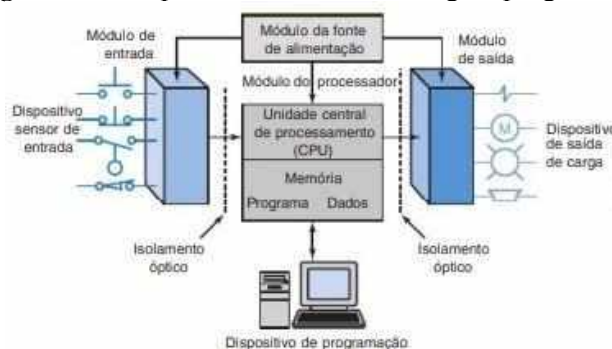 Módulo de
entrada
Módulo da fonte
de alimentação
Módulo
de saída
Módulo do processador
Dispositivo
sensor de
entrada
Unidade central
de processamento
(CPU)
Memória
Programa Dados
M
Dispositivo
de saída
de carga
Isolamento
óptico
Isolamento
óptico
Dispositivo de programação